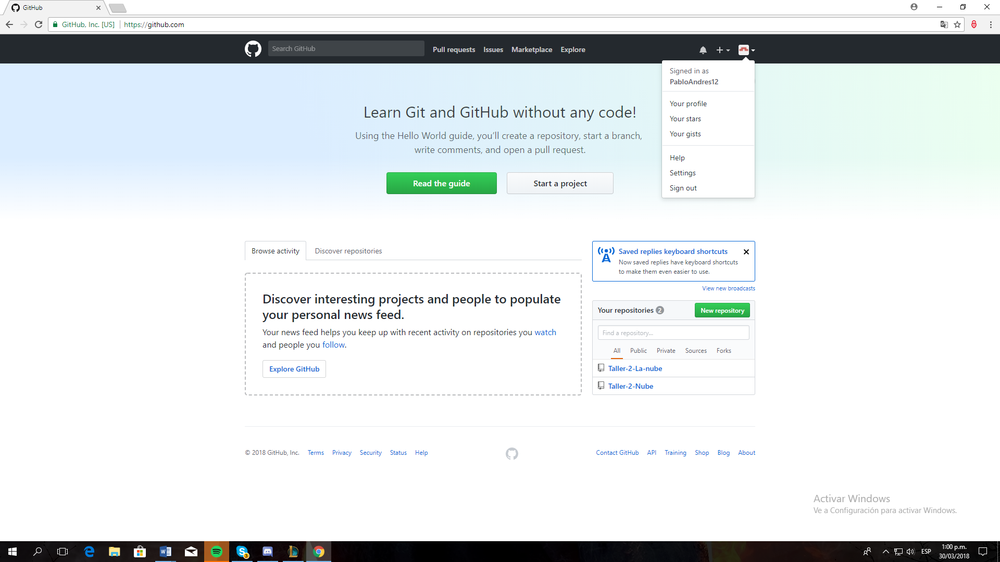 GitHub
GitHub, Inc. [US] https://github.com
Search GitHub
Pull requests Issues Marketplace Explore
Signed in as
PabloAndres12
Your profile
Your stars
Your gists
Help
Settings
Sign out
Learn Git and GitHub without any code!
Using the Hello World guide, you’ll create a repository, start a branch,
write comments, and open a pull request.
Read the guide Start a project
Browse activity Discover repositories
Discover interesting projects and people to populate
your personal news feed.
Your news feed helps you keep up with recent activity on repositories you watch
and people you follow.
Explore GitHub
Saved replies keyboard shortcuts
Now saved replies have keyboard shortcuts
to make them even easier to use.
View new broadcasts
Your repositories 2 New repository
Find a repository...
All Public Private Sources Forks
Taller-2-La-nube
Taller-2-Nube
© 2018 GitHub, Inc. Terms Privacy Security Status Help
Contact GitHub API Training Shop Blog About
Activar Windows
Ve a Configuración para activar Windows.
3
ESP
1:00 p.m.
30/03/2018